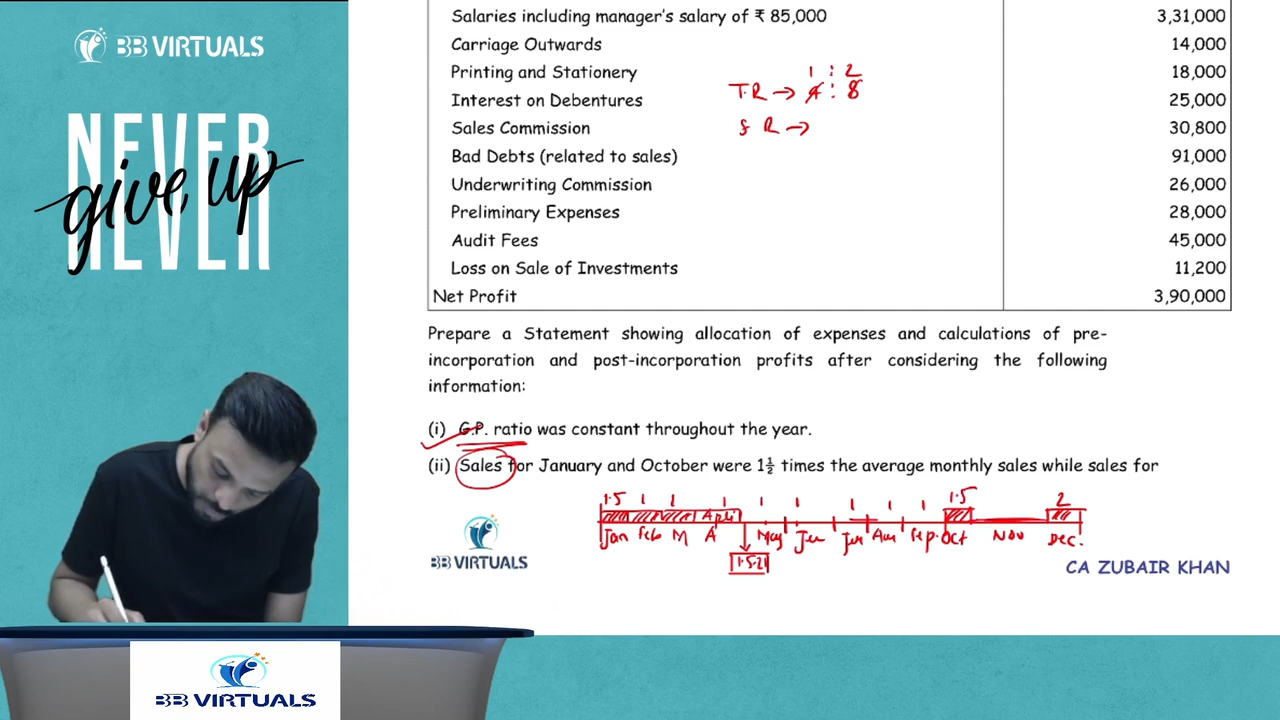 BB VIRTUALS
NEVER
give up
NEVER
Salaries including manager's salary of ₹ 85,000 3,31,000
Carriage Outwards 14,000
Printing and Stationery 18,000
Interest on Debentures 25,000
Sales Commission 30,800
Bad Debts (related to sales) 91,000
Underwriting Commission 26,000
Preliminary Expenses 28,000
Audit Fees 45,000
Loss on Sale of Investments 11,200
Net Profit 3,90,000
1 : 2
T.R → 4 : 8
S R →
Prepare a Statement showing allocation of expenses and calculations of pre-
incorporation and post-incorporation profits after considering the following
information:
(i) G.P. ratio was constant throughout the year.
(ii) Sales for January and October were 1½ times the average monthly sales while sales for
1.5 1 1 1 1 1 1 1 1 1.5 2
April
Jan Feb M A May Jun Jul Aug Sep. Oct Nov Dec.
1.5.21
BB VIRTUALS
CA ZUBAIR KHAN
BB VIRTUALS